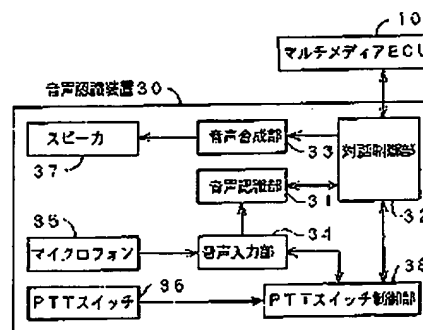 10
マルチメディアECU
音声認識装置30
スピーカ
37
音声合成部
33
対話制御部
32
音声認識部
31
35
マイクロフォン
音声入力部
34
PTTスイッチ
36
PTTスイッチ制御部
38